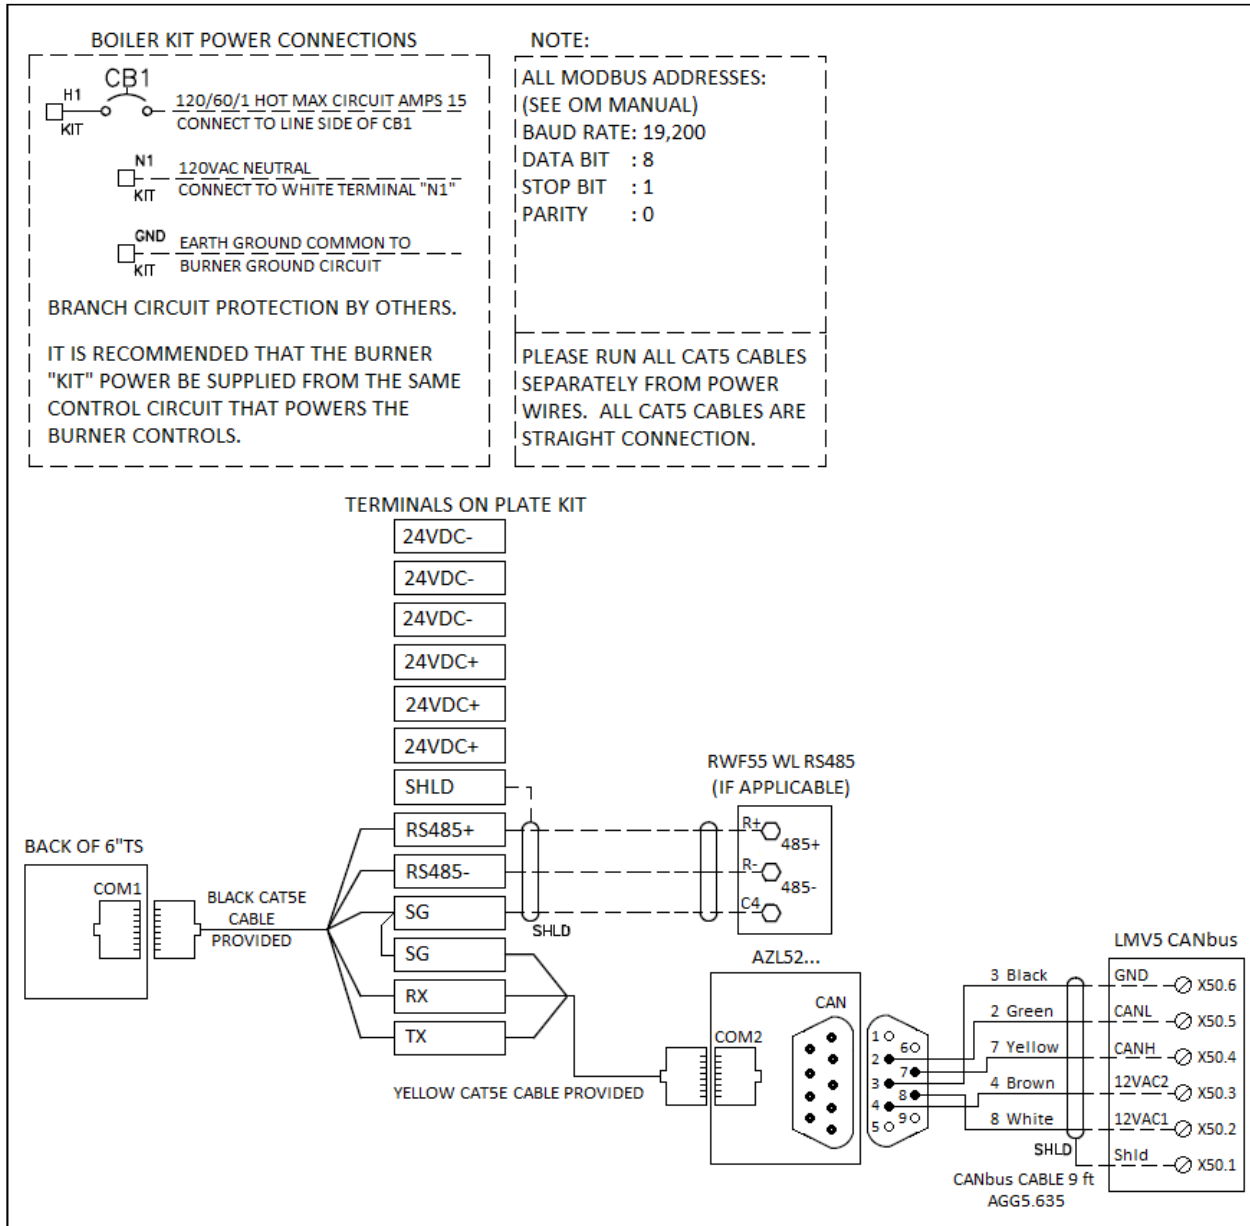 BOILER KIT POWER CONNECTIONS
CB1
H1
KIT
120/60/1 HOT MAX CIRCUIT AMPS 15
CONNECT TO LINE SIDE OF CB1
N1
KIT
120VAC NEUTRAL
CONNECT TO WHITE TERMINAL "N1"
GND
KIT
EARTH GROUND COMMON TO
BURNER GROUND CIRCUIT
BRANCH CIRCUIT PROTECTION BY OTHERS.
IT IS RECOMMENDED THAT THE BURNER
"KIT" POWER BE SUPPLIED FROM THE SAME
CONTROL CIRCUIT THAT POWERS THE
BURNER CONTROLS.
NOTE:
ALL MODBUS ADDRESSES:
(SEE OM MANUAL)
BAUD RATE: 19,200
DATA BIT : 8
STOP BIT : 1
PARITY : 0
PLEASE RUN ALL CAT5 CABLES
SEPARATELY FROM POWER
WIRES. ALL CAT5 CABLES ARE
STRAIGHT CONNECTION.
TERMINALS ON PLATE KIT
24VDC-
24VDC-
24VDC-
24VDC+
24VDC+
24VDC+
SHLD
RS485+
RS485-
SG
SG
RX
TX
BACK OF 6"TS
COM1
BLACK CAT5E
CABLE
PROVIDED
SHLD
RWF55 WL RS485
(IF APPLICABLE)
R+
485+
R-
485-
C4
YELLOW CAT5E CABLE PROVIDED
AZL52...
COM2
CAN
1
6
2
7
3
8
4
9
5
3 Black
2 Green
7 Yellow
4 Brown
8 White
SHLD
CANbus CABLE 9 ft
AGG5.635
LMV5 CANbus
GND
X50.6
CANL
X50.5
CANH
X50.4
12VAC2
X50.3
12VAC1
X50.2
Shld
X50.1